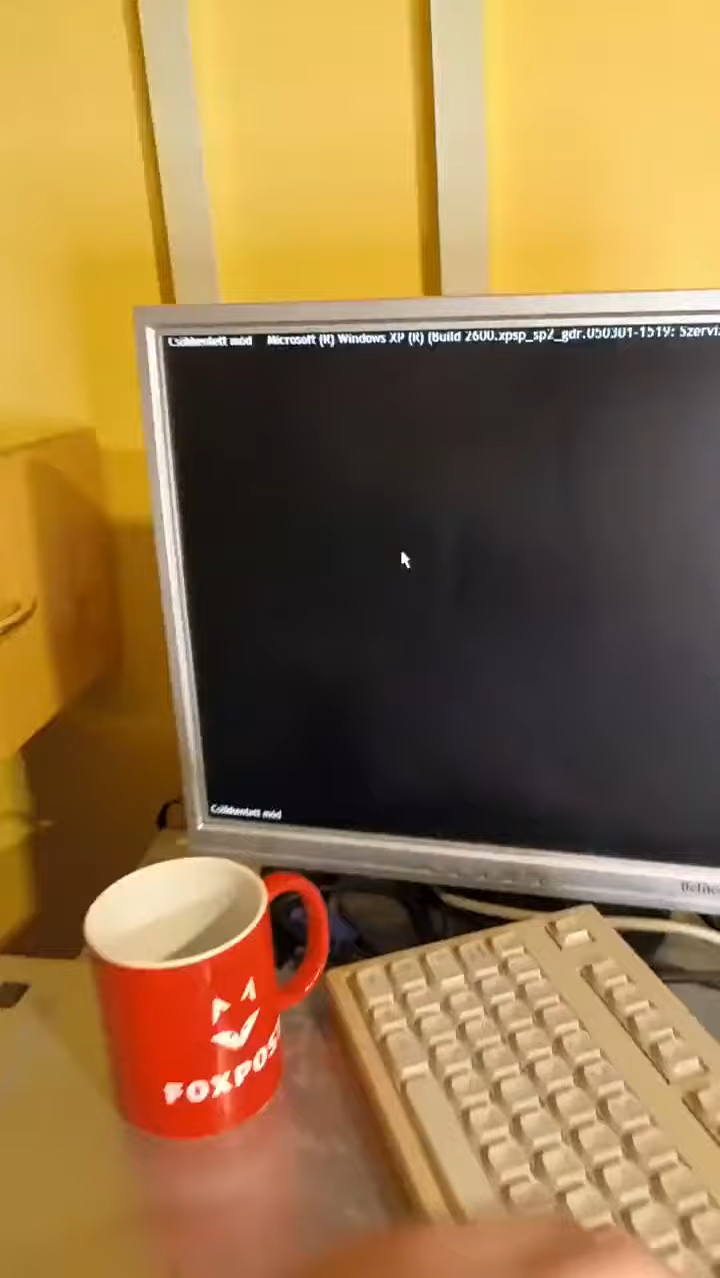 Csökkentett mód Microsoft (R) Windows XP (R) (Build 2600.xpsp_sp2_gdr.050301-1519: Szerviz
Csökkentett mód
FOXPOST